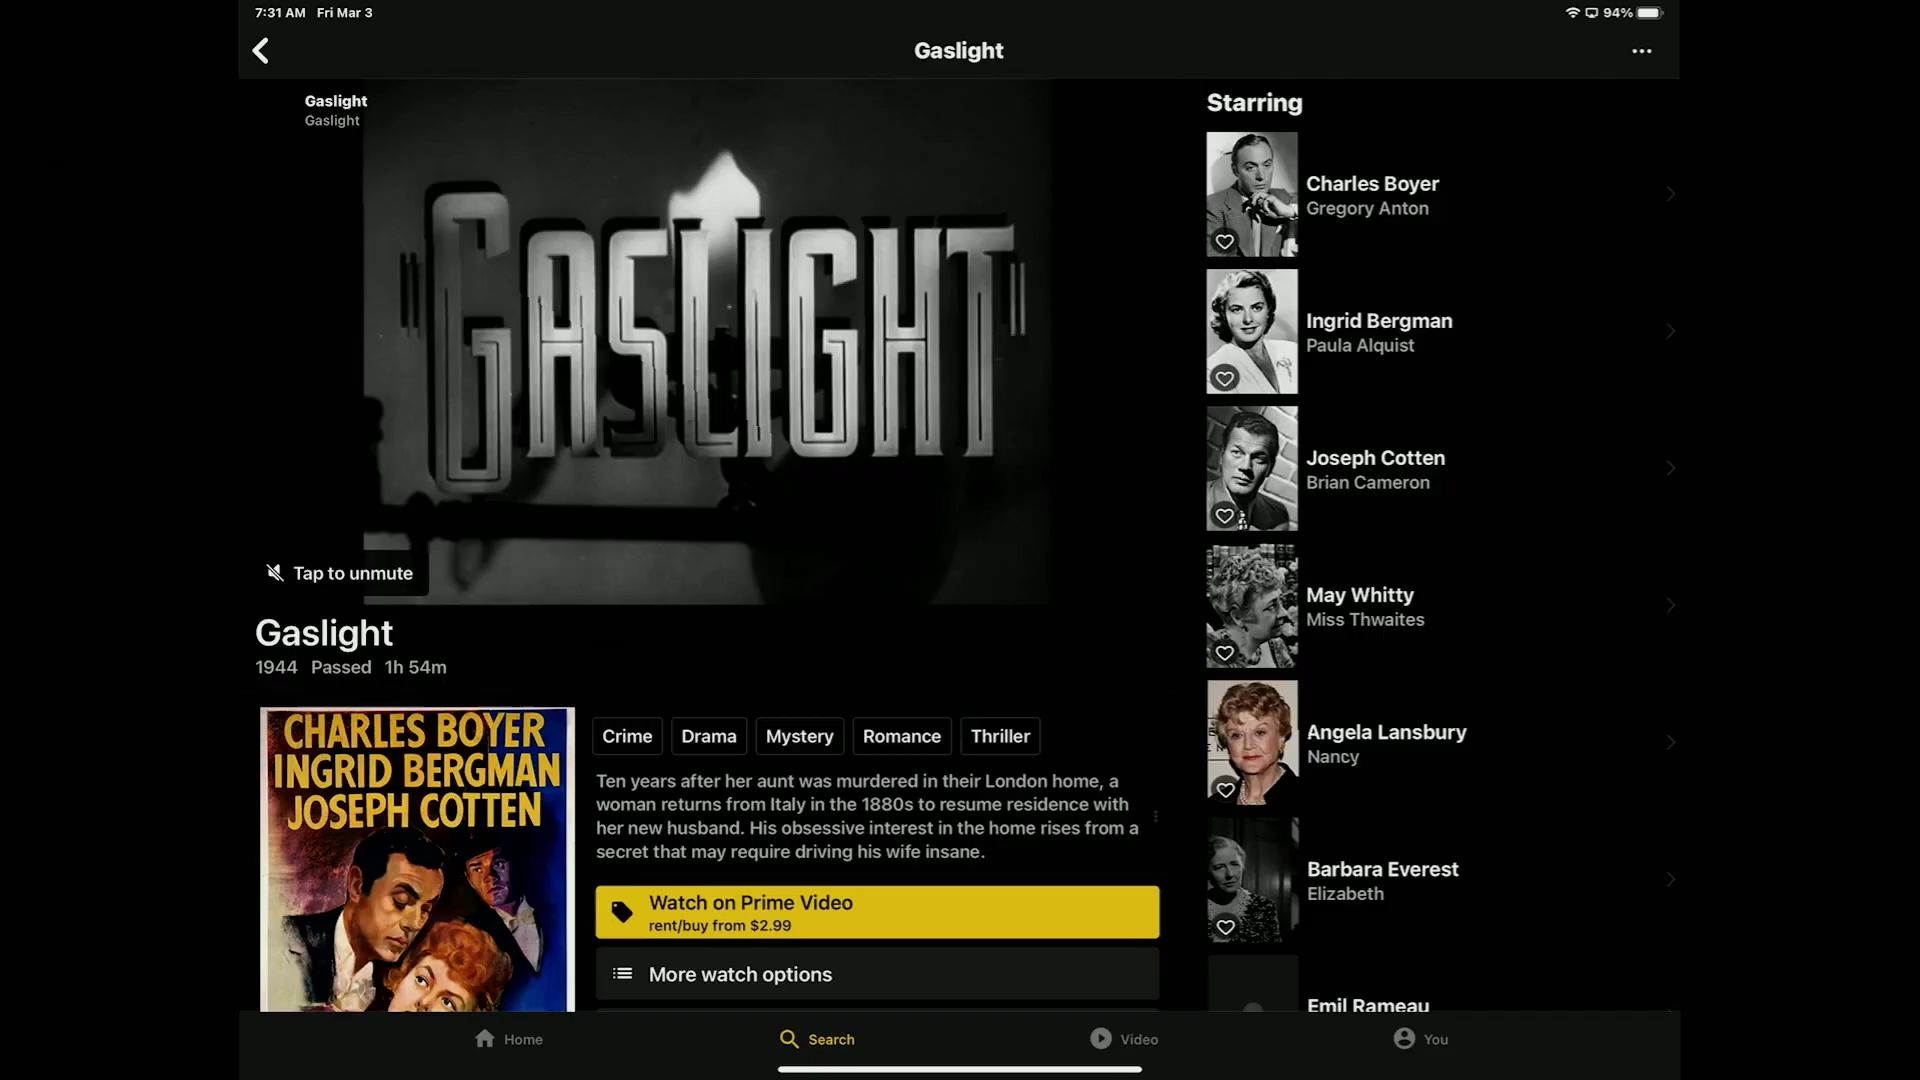 7:31 AM Fri Mar 3
94%
Gaslight
Gaslight
Gaslight
"GASLIGHT"
Tap to unmute
Gaslight
1944 Passed 1h 54m
CHARLES BOYER
INGRID BERGMAN
JOSEPH COTTEN
Crime Drama Mystery Romance Thriller
Ten years after her aunt was murdered in their London home, a
woman returns from Italy in the 1880s to resume residence with
her new husband. His obsessive interest in the home rises from a
secret that may require driving his wife insane.
Watch on Prime Video
rent/buy from $2.99
More watch options
Starring
Charles Boyer
Gregory Anton
Ingrid Bergman
Paula Alquist
Joseph Cotten
Brian Cameron
May Whitty
Miss Thwaites
Angela Lansbury
Nancy
Barbara Everest
Elizabeth
Emil Rameau
Home Search Video You